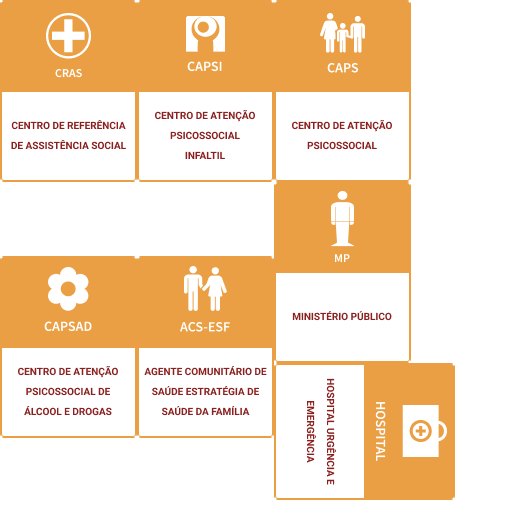 CRAS
CENTRO DE REFERÊNCIA
DE ASSISTÊNCIA SOCIAL
CAPSI
CENTRO DE ATENÇÃO
PSICOSSOCIAL
INFALTIL
CAPS
CENTRO DE ATENÇÃO
PSICOSSOCIAL
MP
MINISTÉRIO PÚBLICO
CAPSAD
CENTRO DE ATENÇÃO
PSICOSSOCIAL DE
ÁLCOOL E DROGAS
ACS-ESF
AGENTE COMUNITÁRIO DE
SAÚDE ESTRATÉGIA DE
SAÚDE DA FAMÍLIA
HOSPITAL
HOSPITAL URGÊNCIA E
EMERGÊNCIA